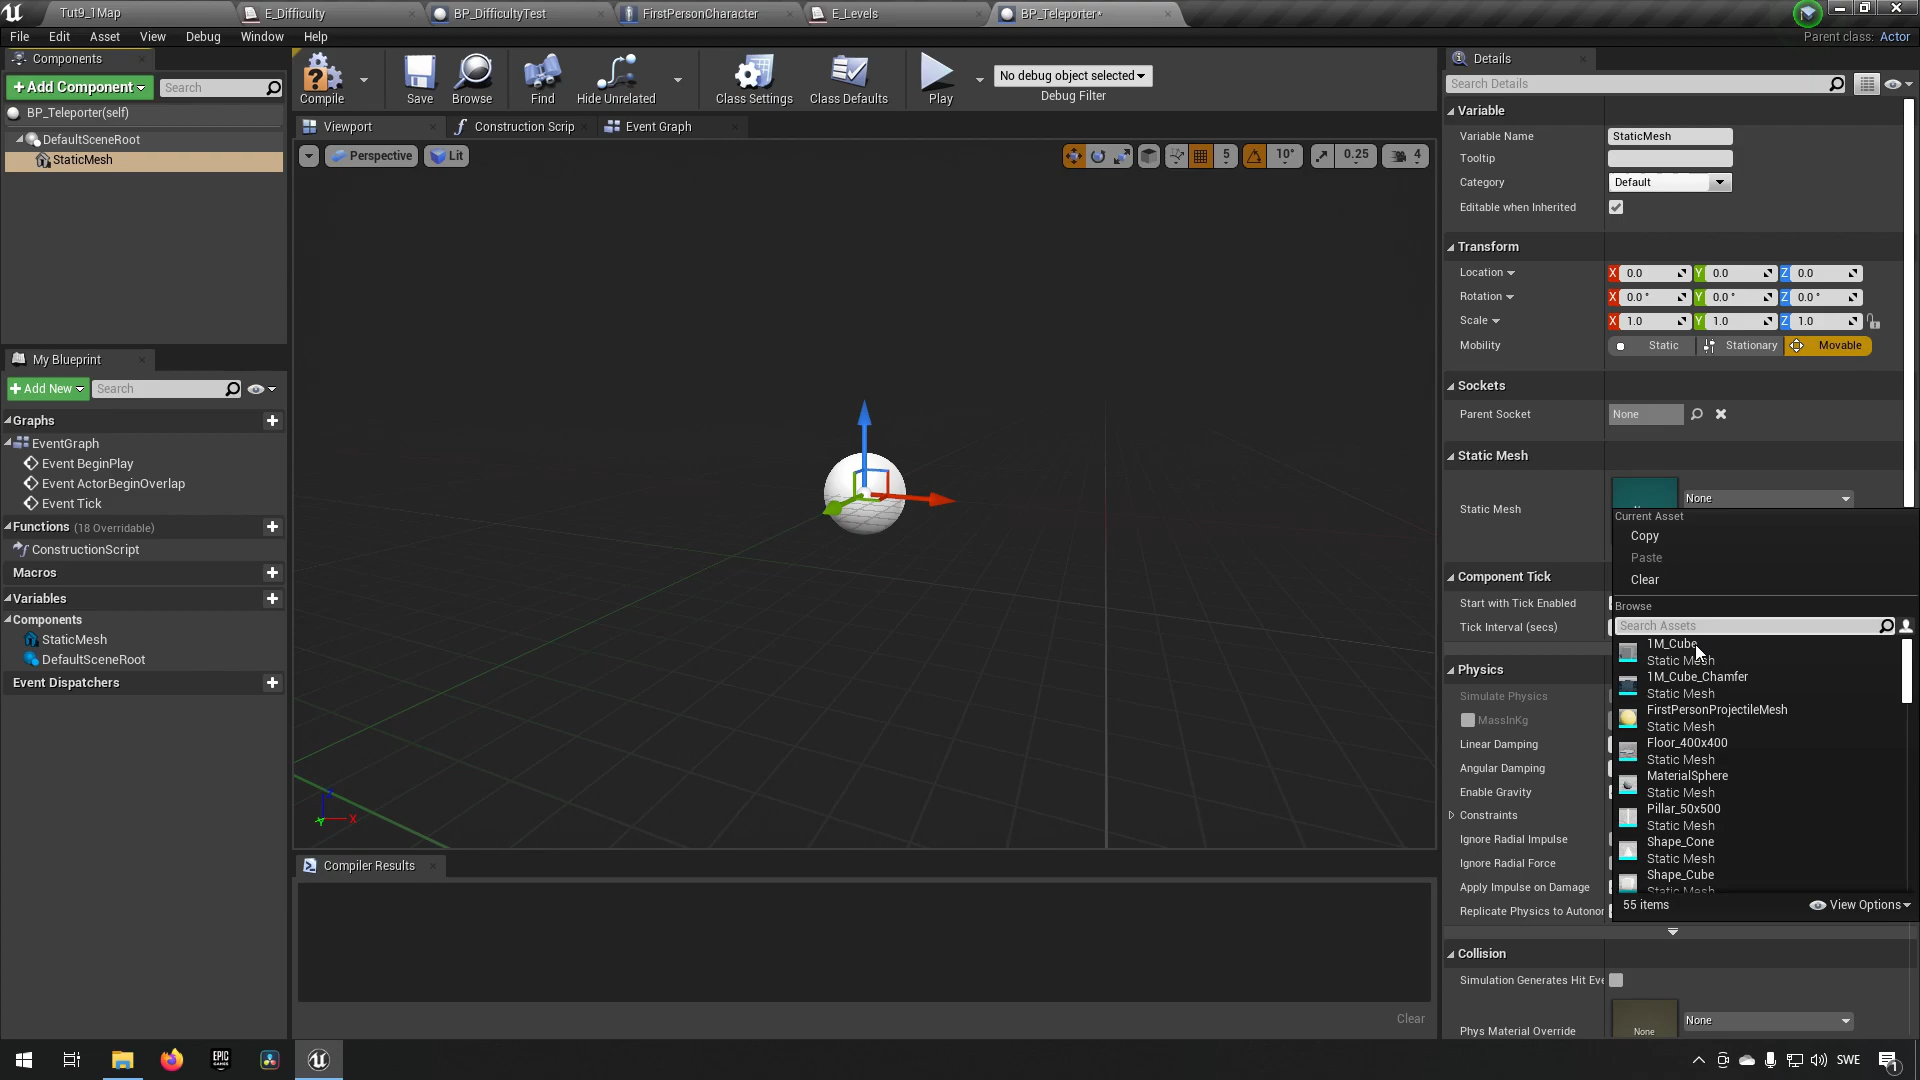 Tut9_1Map
E_Difficulty
BP_DifficultyTest
FirstPersonCharacter
E_Levels
BP_Teleporter*
File Edit Asset View Debug Window Help
Parent class: Actor
Components
+ Add Component
Search
BP_Teleporter(self)
DefaultSceneRoot
StaticMesh
My Blueprint
+ Add New
Search
Graphs
EventGraph
Event BeginPlay
Event ActorBeginOverlap
Event Tick
Functions (18 Overridable)
ConstructionScript
Macros
Variables
Components
StaticMesh
DefaultSceneRoot
Event Dispatchers
Compile
Save
Browse
Find
Hide Unrelated
Class Settings
Class Defaults
Play
No debug object selected
Debug Filter
Viewport
Construction Scrip
Event Graph
Perspective
Lit
5
10°
0.25
4
X
Compiler Results
Clear
Details
Search Details
Variable
Variable Name StaticMesh
Tooltip
Category Default
Editable when Inherited
Transform
Location X 0.0 Y 0.0 Z 0.0
Rotation X 0.0 ° Y 0.0 ° Z 0.0 °
Scale X 1.0 Y 1.0 Z 1.0
Mobility Static Stationary Movable
Sockets
Parent Socket None
Static Mesh
Static Mesh
None
Current Asset
Copy
Paste
Clear
Browse
Search Assets
1M_Cube
Static Mesh
1M_Cube_Chamfer
Static Mesh
FirstPersonProjectileMesh
Static Mesh
Floor_400x400
Static Mesh
MaterialSphere
Static Mesh
Pillar_50x500
Static Mesh
Shape_Cone
Static Mesh
Shape_Cube
Static Mesh
55 items
View Options
Component Tick
Start with Tick Enabled
Tick Interval (secs)
Physics
Simulate Physics
MassInKg
Linear Damping
Angular Damping
Enable Gravity
Constraints
Ignore Radial Impulse
Ignore Radial Force
Apply Impulse on Damage
Replicate Physics to Autonor
Collision
Simulation Generates Hit Eve
Phys Material Override
None
None
EPIC
GAMES
SWE
1